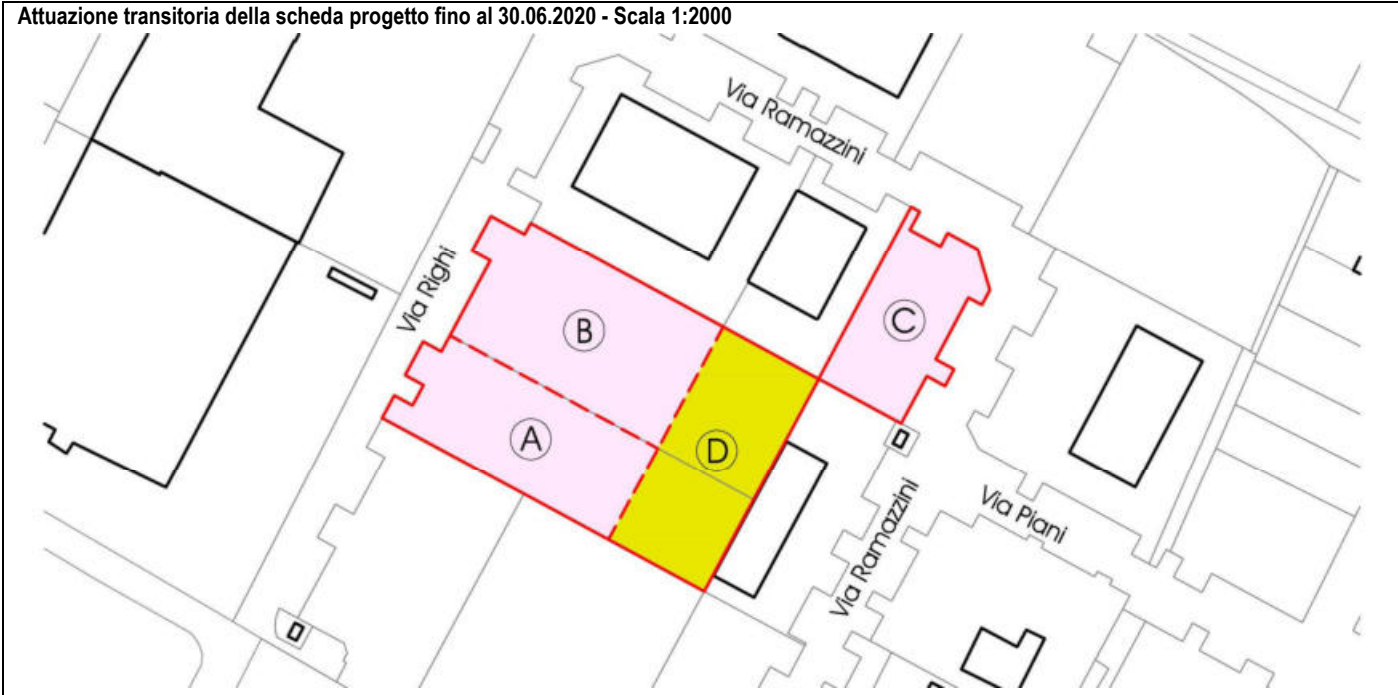 Attuazione transitoria della scheda progetto fino al 30.06.2020 - Scala 1:2000
Via Ramazzini
Via Righi
B
C
A
D
Via Ramazzini
Via Piani